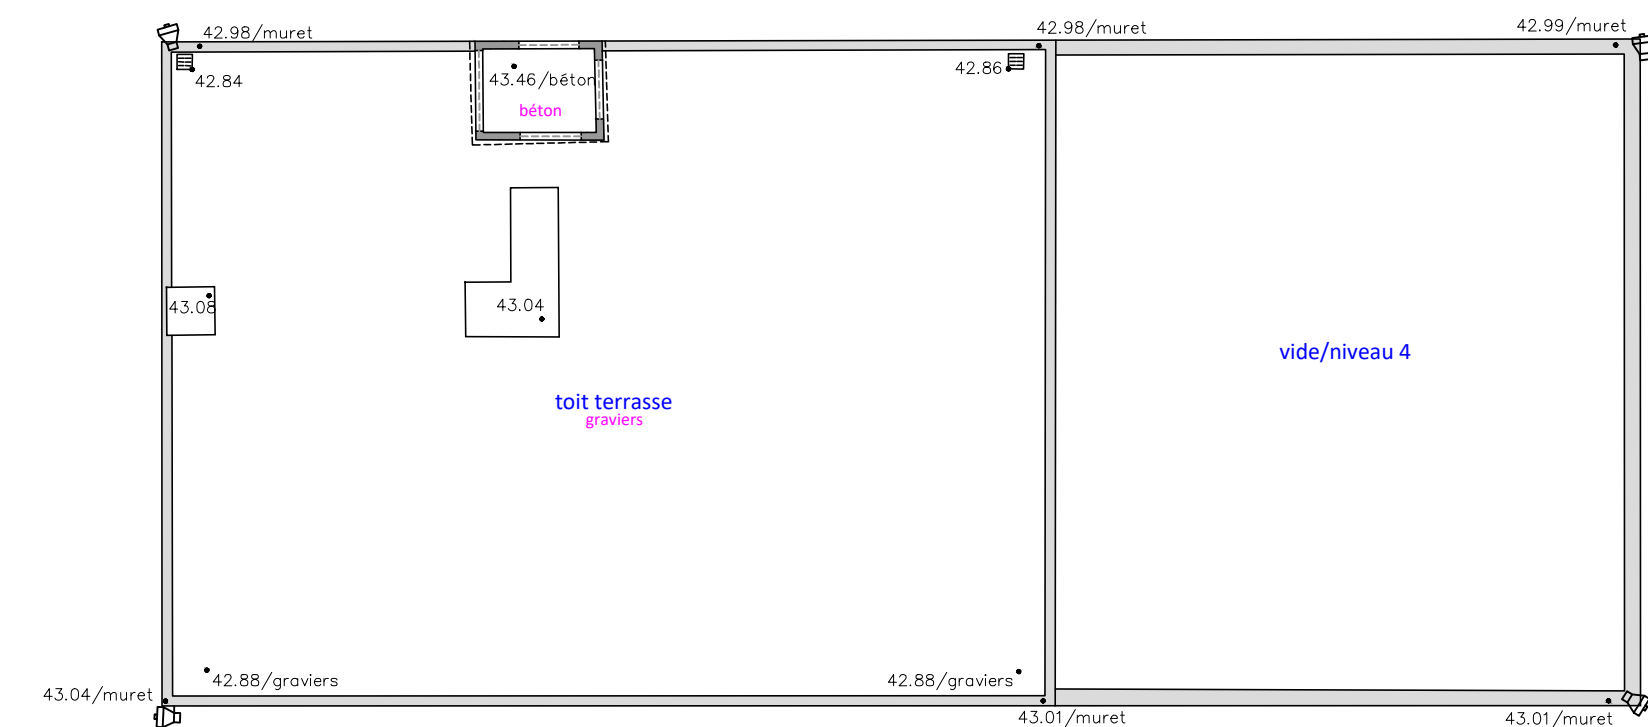 42.98/muret
42.98/muret
42.99/muret
42.84
43.46/béton
béton
42.86
43.08
43.04
vide/niveau 4
toit terrasse
graviers
42.88/graviers
42.88/graviers
43.04/muret
43.01/muret
43.01/muret